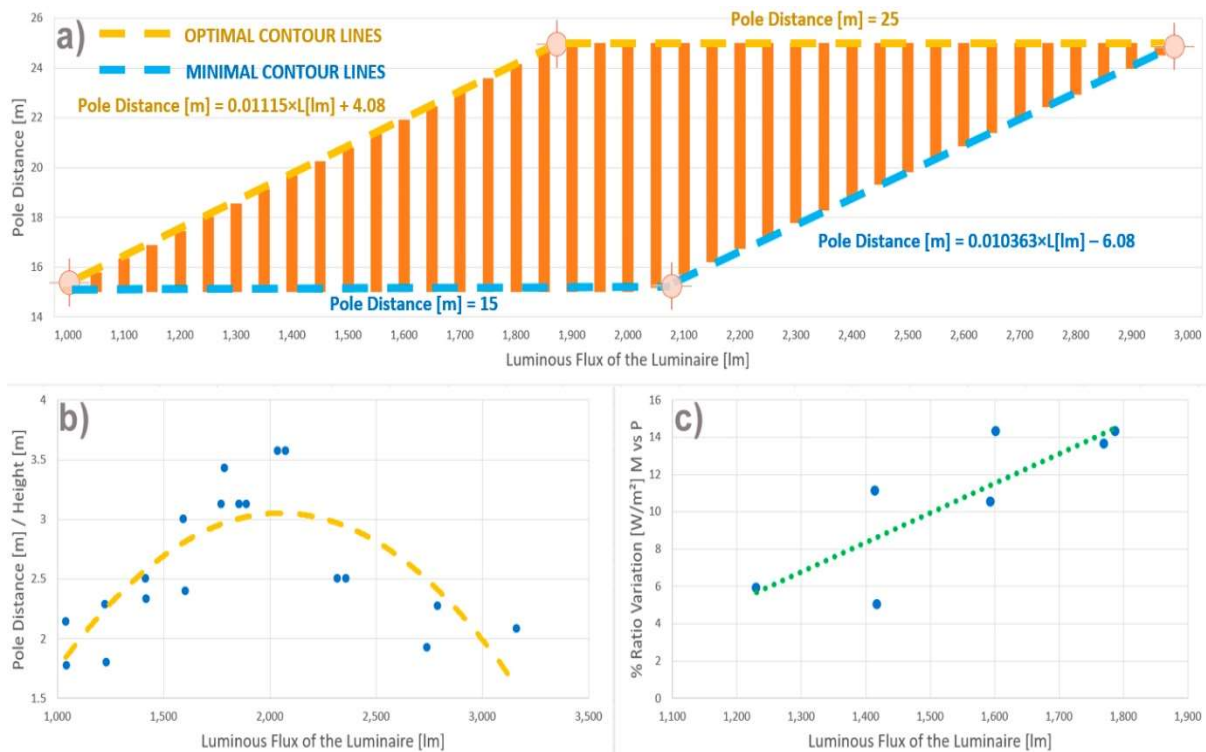 a)
OPTIMAL CONTOUR LINES
MINIMAL CONTOUR LINES
Pole Distance [m] = 25
Pole Distance [m] = 0.01115×L[lm] + 4.08
Pole Distance [m] = 0.010363×L[lm] – 6.08
Pole Distance [m] = 15
Pole Distance [m]
26
24
22
20
18
16
14
1,000 1,100 1,200 1,300 1,400 1,500 1,600 1,700 1,800 1,900 2,000 2,100 2,200 2,300 2,400 2,500 2,600 2,700 2,800 2,900 3,000
Luminous Flux of the Luminaire [lm]
b)
Pole Distance [m] / Height [m]
4
3.5
3
2.5
2
1.5
1,000 1,500 2,000 2,500 3,000 3,500
Luminous Flux of the Luminaire [lm]
c)
% Ratio Variation [W/m²] M vs P
16
14
12
10
8
6
4
2
0
1,100 1,200 1,300 1,400 1,500 1,600 1,700 1,800 1,900
Luminous Flux of the Luminaire [lm]